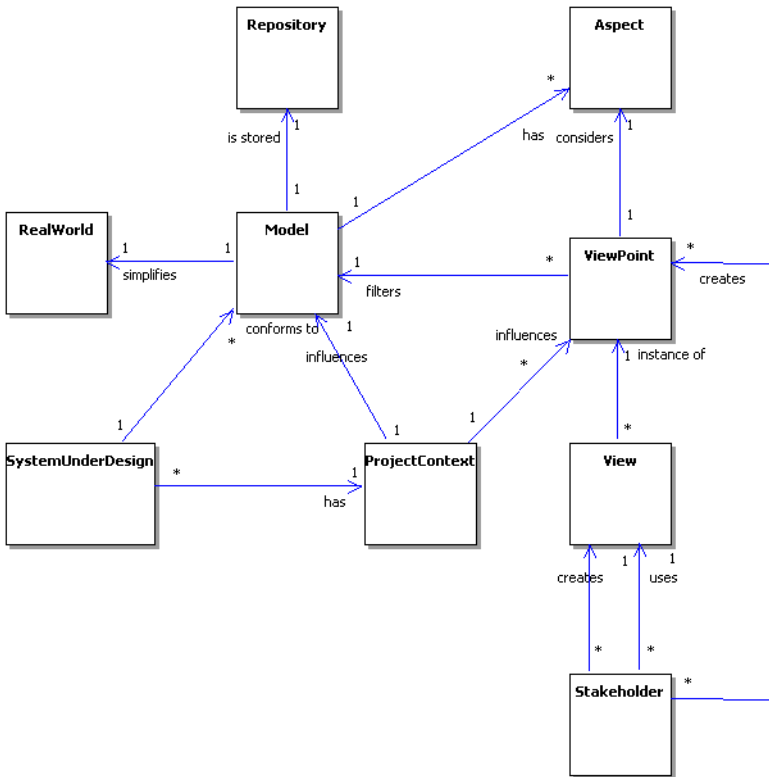 Repository
Aspect
*
1
is stored
has
considers
1
1
1
1
RealWorld
Model
ViewPoint
1
1
simplifies
1
*
filters
*
creates
*
conforms to
1
influences
influences
*
1
instance of
1
1
1
*
SystemUnderDesign
ProjectContext
View
*
1
has
creates
1
uses
1
*
*
Stakeholder
*